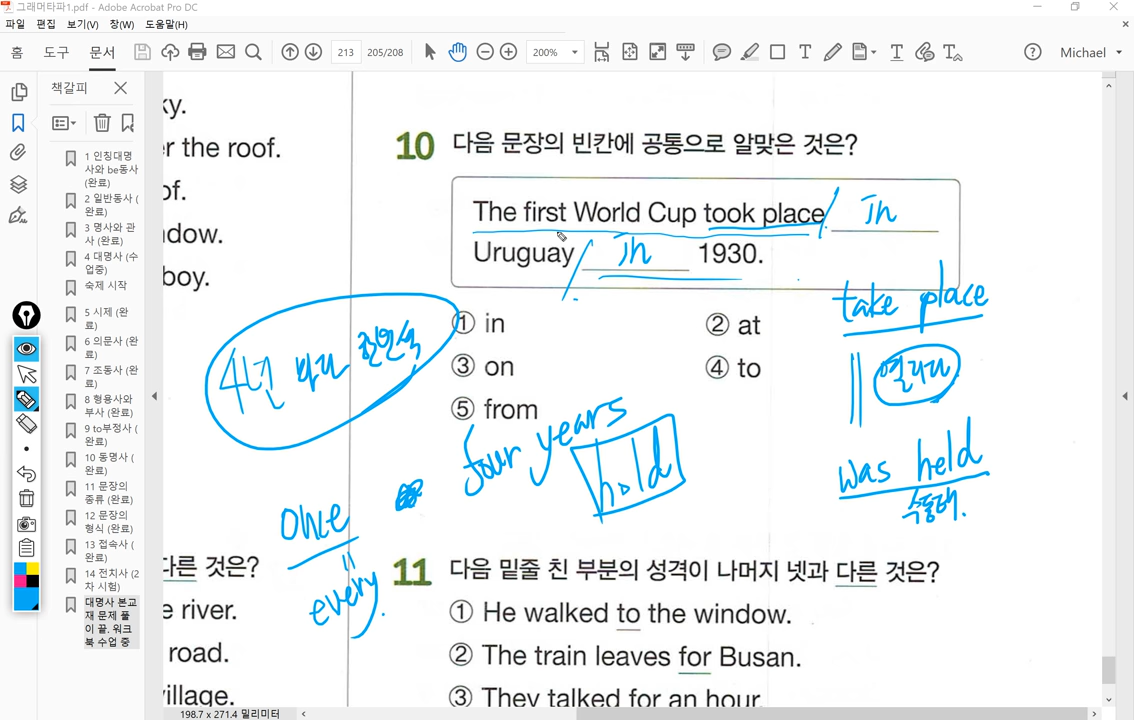 그래머타파1.pdf - Adobe Acrobat Pro DC
파일 편집 보기(V) 창(W) 도움말(H)
홈 도구 문서 213 205/208 200% Michael
책갈피
1 인칭대명
사와 be동사
(완료)
2 일반동사 (
완료)
3 명사와 관
사 (완료)
4 대명사 (수
업중)
숙제 시작
5 시제 (완
료)
6 의문사 (완
료)
7 조동사 (완
료)
8 형용사와
부사 (완료)
9 to부정사 (
완료)
10 동명사 (
완료)
11 문장의
종류 (완료)
12 문장의
형식 (완료)
13 접속사 (
완료)
14 전치사 (2
차 시험)
대명사 본교
재 문제 풀
이 끝. 워크
북 수업 중
ky.
r the roof.
of.
ndow.
boy.
다른 것은?
e river.
road.
village.
10 다음 문장의 빈칸에 공통으로 알맞은 것은?
The first World Cup took place / in
Uruguay / in 1930.
① in ② at
③ on ④ to
⑤ from
take place
열리다
was held
수동태.
4년 마다 한번씩
four years
hold
once
every.
11 다음 밑줄 친 부분의 성격이 나머지 넷과 다른 것은?
① He walked to the window.
② The train leaves for Busan.
③ They talked for an hour.
198.7 x 271.4 밀리미터